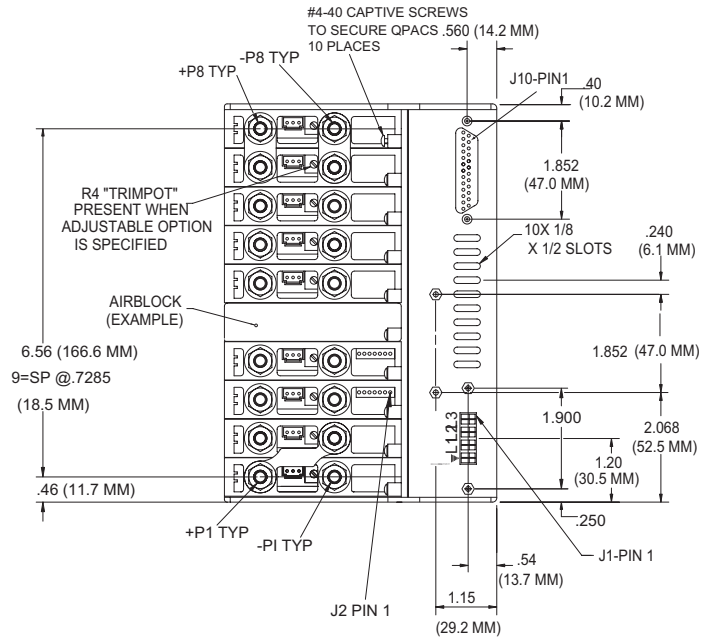 #4-40 CAPTIVE SCREWS
TO SECURE QPACS
10 PLACES
.560 (14.2 MM)
-P8 TYP
+P8 TYP
J10-PIN1
.40
(10.2 MM)
1.852
(47.0 MM)
R4 "TRIMPOT"
PRESENT WHEN
ADJUSTABLE OPTION
IS SPECIFIED
10X 1/8
X 1/2 SLOTS
.240
(6.1 MM)
AIRBLOCK
(EXAMPLE)
6.56 (166.6 MM)
9=SP @.7285
(18.5 MM)
1.852 (47.0 MM)
1.900
2.068
(52.5 MM)
L1L2L3
1.20
(30.5 MM)
.46 (11.7 MM)
.250
+P1 TYP
-PI TYP
J1-PIN 1
.54
(13.7 MM)
J2 PIN 1
1.15
(29.2 MM)